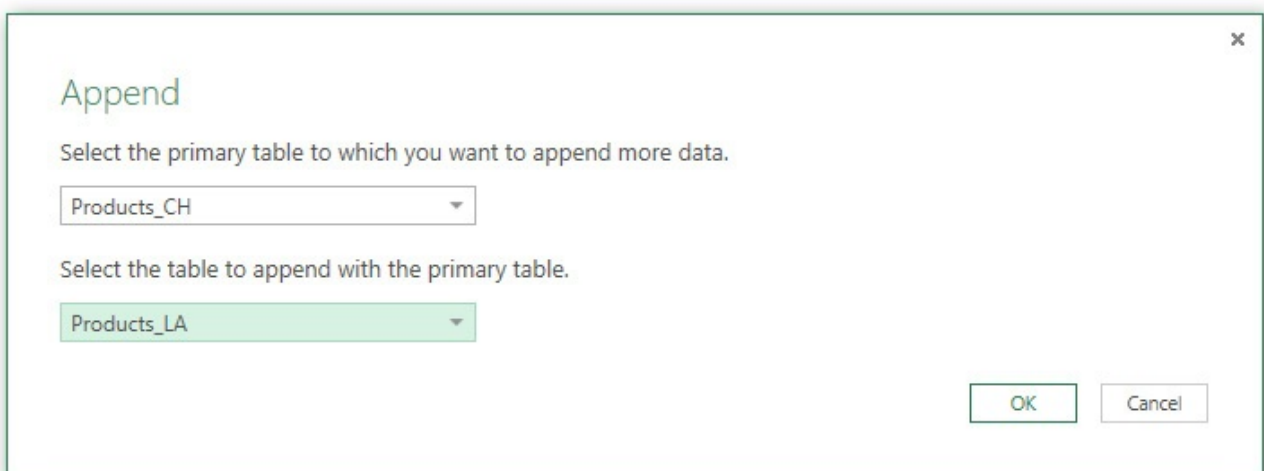 Append
Select the primary table to which you want to append more data.
Products_CH
Select the table to append with the primary table.
Products_LA
OK Cancel